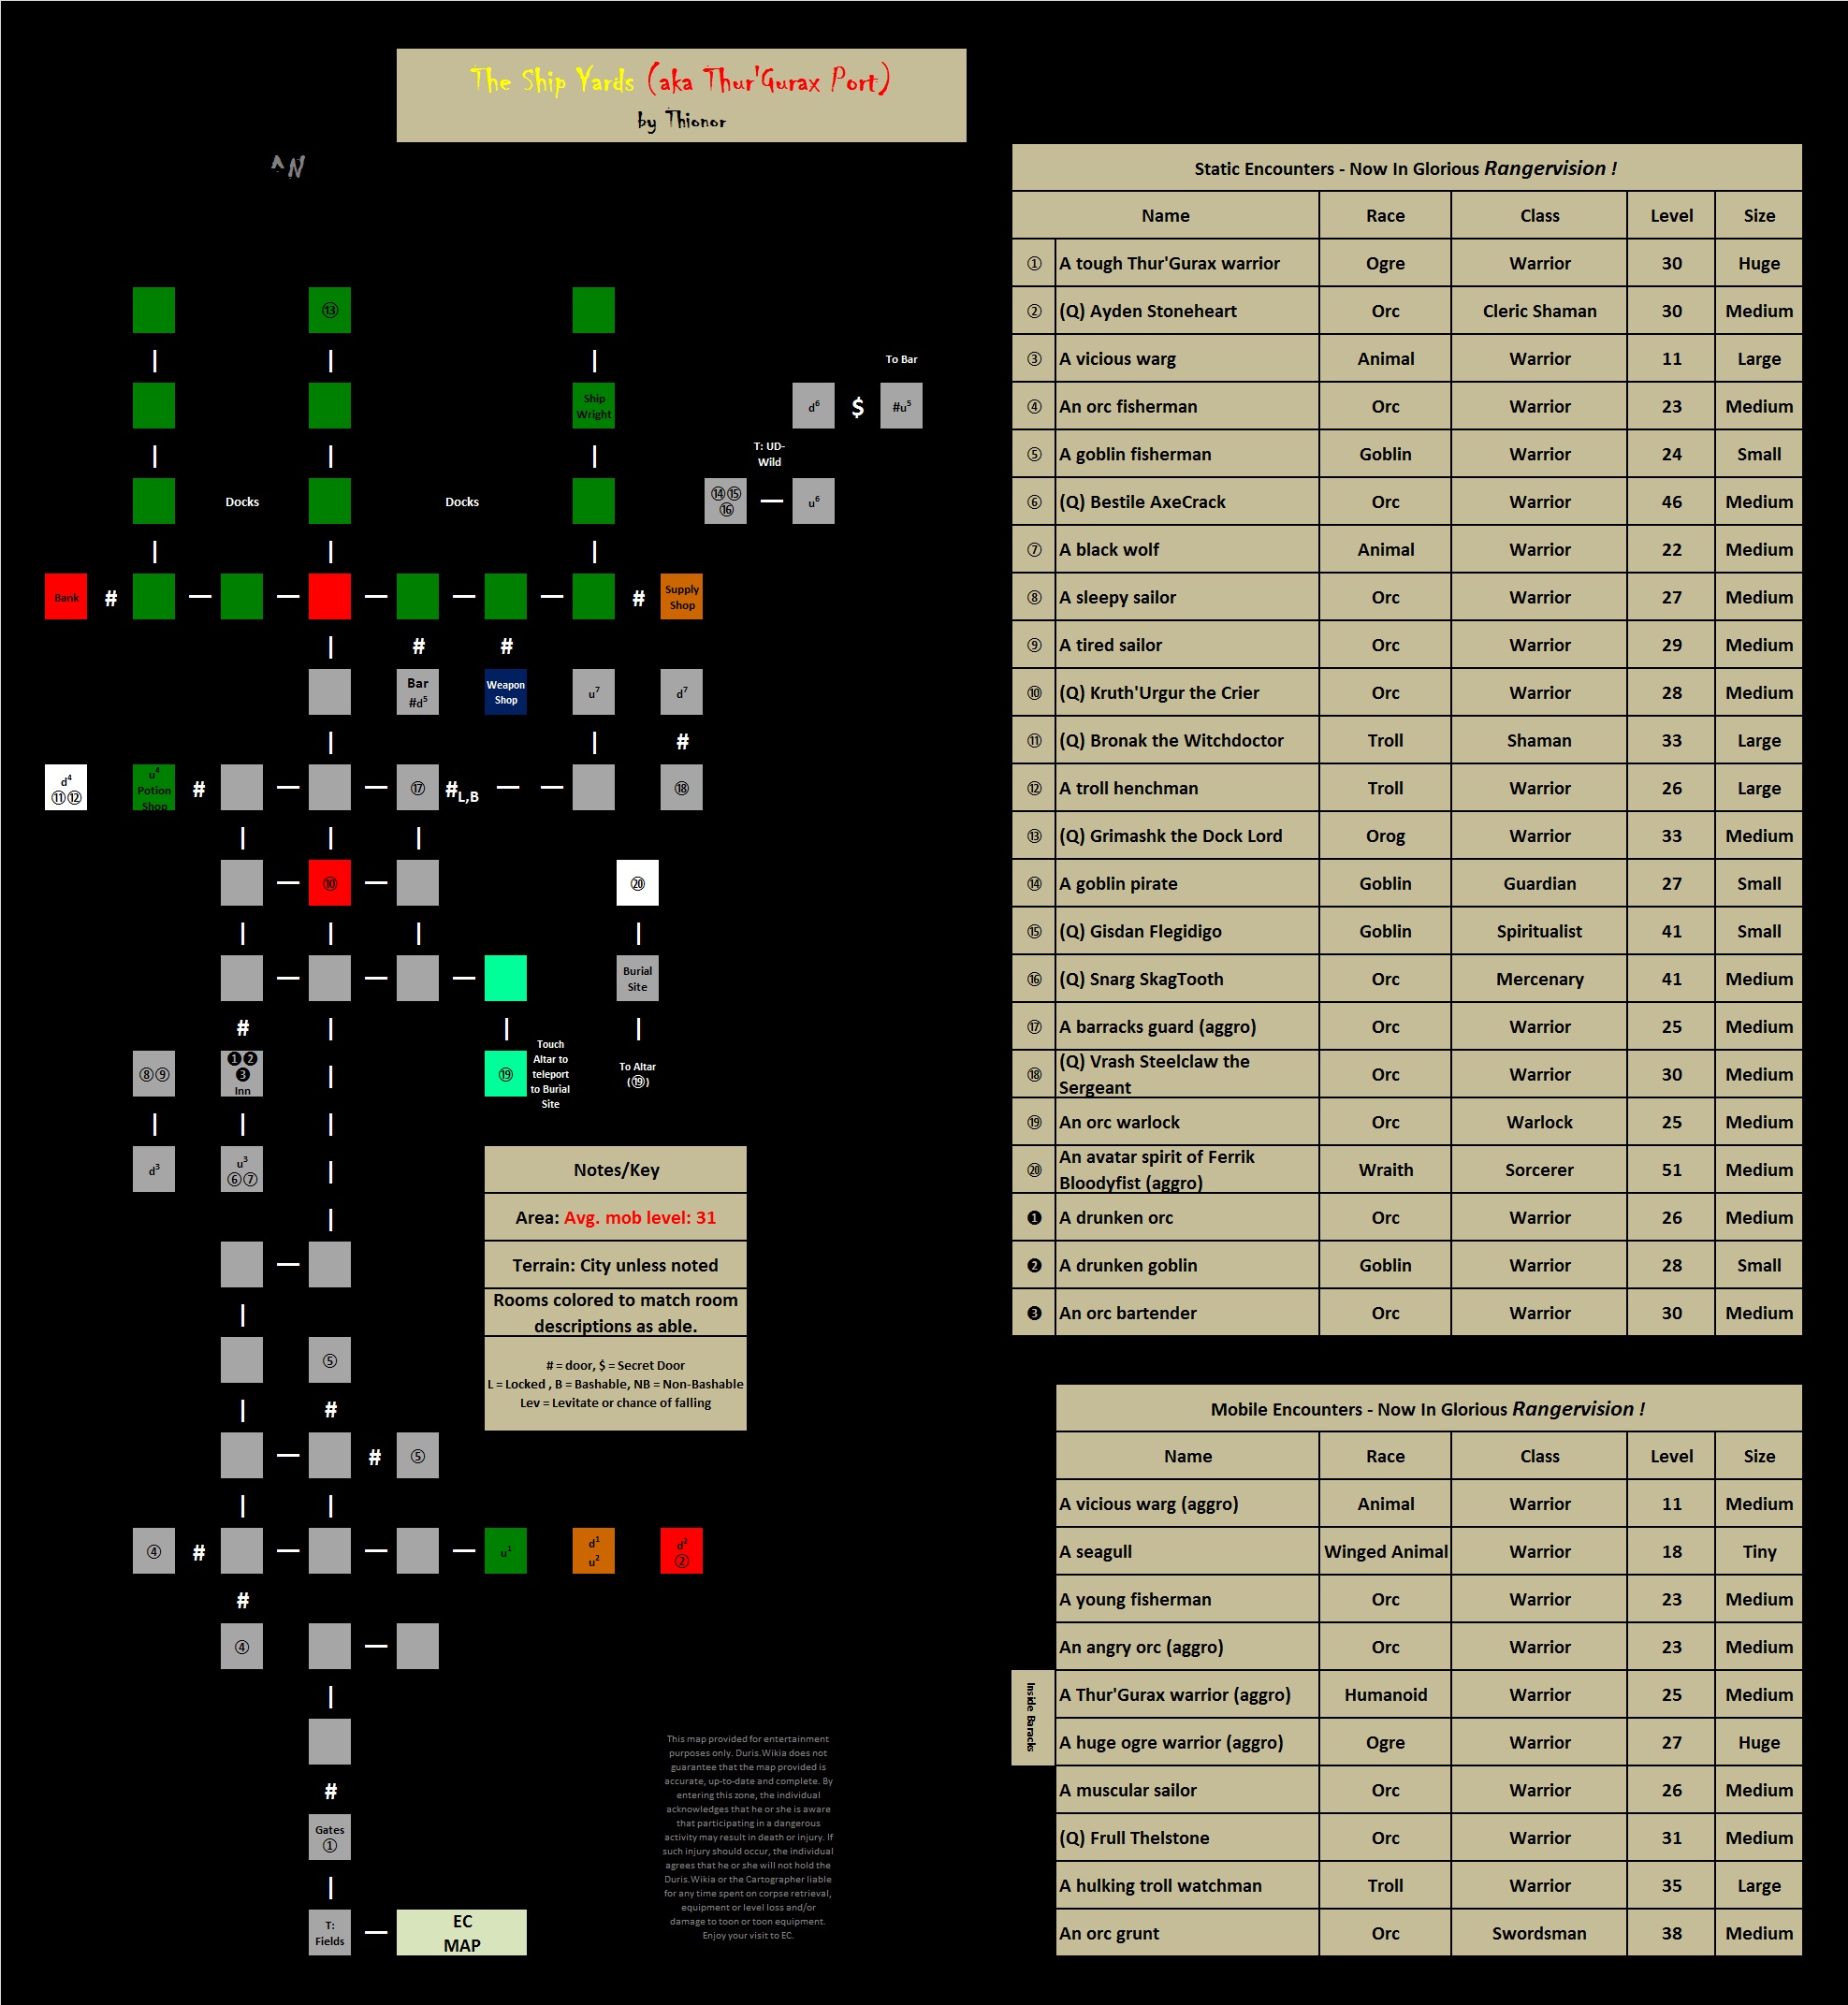 The Ship Yards (aka Thur'Gurax Port)
by Thionor
^N
Static Encounters - Now In Glorious Rangervision !
Name Race Class Level Size
① A tough Thur'Gurax warrior Ogre Warrior 30 Huge
② (Q) Ayden Stoneheart Orc Cleric Shaman 30 Medium
③ A vicious warg Animal Warrior 11 Large
④ An orc fisherman Orc Warrior 23 Medium
⑤ A goblin fisherman Goblin Warrior 24 Small
⑥ (Q) Bestile AxeCrack Orc Warrior 46 Medium
⑦ A black wolf Animal Warrior 22 Medium
⑧ A sleepy sailor Orc Warrior 27 Medium
⑨ A tired sailor Orc Warrior 29 Medium
⑩ (Q) Kruth'Urgur the Crier Orc Warrior 28 Medium
⑪ (Q) Bronak the Witchdoctor Troll Shaman 33 Large
⑫ A troll henchman Troll Warrior 26 Large
⑬ (Q) Grimashk the Dock Lord Orog Warrior 33 Medium
⑭ A goblin pirate Goblin Guardian 27 Small
⑮ (Q) Gisdan Flegidigo Goblin Spiritualist 41 Small
⑯ (Q) Snarg SkagTooth Orc Mercenary 41 Medium
⑰ A barracks guard (aggro) Orc Warrior 25 Medium
⑱ (Q) Vrash Steelclaw the
Sergeant Orc Warrior 30 Medium
⑲ An orc warlock Orc Warlock 25 Medium
⑳ An avatar spirit of Ferrik
Bloodyfist (aggro) Wraith Sorcerer 51 Medium
❶ A drunken orc Orc Warrior 26 Medium
❷ A drunken goblin Goblin Warrior 28 Small
❸ An orc bartender Orc Warrior 30 Medium
Mobile Encounters - Now In Glorious Rangervision !
Name Race Class Level Size
A vicious warg (aggro) Animal Warrior 11 Medium
A seagull Winged Animal Warrior 18 Tiny
A young fisherman Orc Warrior 23 Medium
An angry orc (aggro) Orc Warrior 23 Medium
Inside Baracks
A Thur'Gurax warrior (aggro) Humanoid Warrior 25 Medium
A huge ogre warrior (aggro) Ogre Warrior 27 Huge
A muscular sailor Orc Warrior 26 Medium
(Q) Frull Thelstone Orc Warrior 31 Medium
A hulking troll watchman Troll Warrior 35 Large
An orc grunt Orc Swordsman 38 Medium
⑬
To Bar
Ship
Wright
d6 $ #u5
T: UD-
Wild
Docks
Docks
⑭⑮
⑯
u6
Bank # # Supply
Shop
# #
Bar
#d5
Weapon
Shop
u7
d7
#
d4
⑪⑫
u4
Potion
Shop
# ⑰ #L,B ⑱
⑩
⑳
Burial
Site
#
⑧⑨
❶❷
❸
Inn
⑲
Touch
Altar to
teleport
to Burial
Site
To Altar
(⑲)
d3
u3
⑥⑦
Notes/Key
Area: Avg. mob level: 31
Terrain: City unless noted
Rooms colored to match room
descriptions as able.
# = door, $ = Secret Door
L = Locked , B = Bashable, NB = Non-Bashable
Lev = Levitate or chance of falling
⑤
#
# ⑤
④ # u1
d1
u2
d2
②
#
④
#
Gates
①
T:
Fields
EC
MAP
This map provided for entertainment
purposes only. Duris.Wikia does not
guarantee that the map provided is
accurate, up-to-date and complete. By
entering this zone, the individual
acknowledges that he or she is aware
that participating in a dangerous
activity may result in death or injury. If
such injury should occur, the individual
agrees that he or she will not hold the
Duris.Wikia or the Cartographer liable
for any time spent on corpse retrieval,
equipment or level loss and/or
damage to toon or toon equipment.
Enjoy your visit to EC.